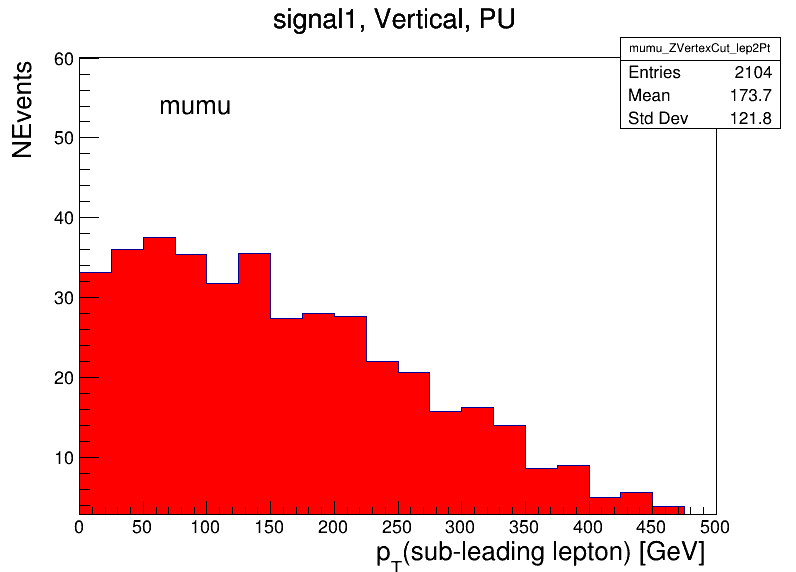 signal1, Vertical, PU
mumu_ZVertexCut_lep2Pt
Entries 2104
Mean 173.7
Std Dev 121.8
NEvents
mumu
60
50
40
30
20
10
0 50 100 150 200 250 300 350 400 450 500
pT(sub-leading lepton) [GeV]